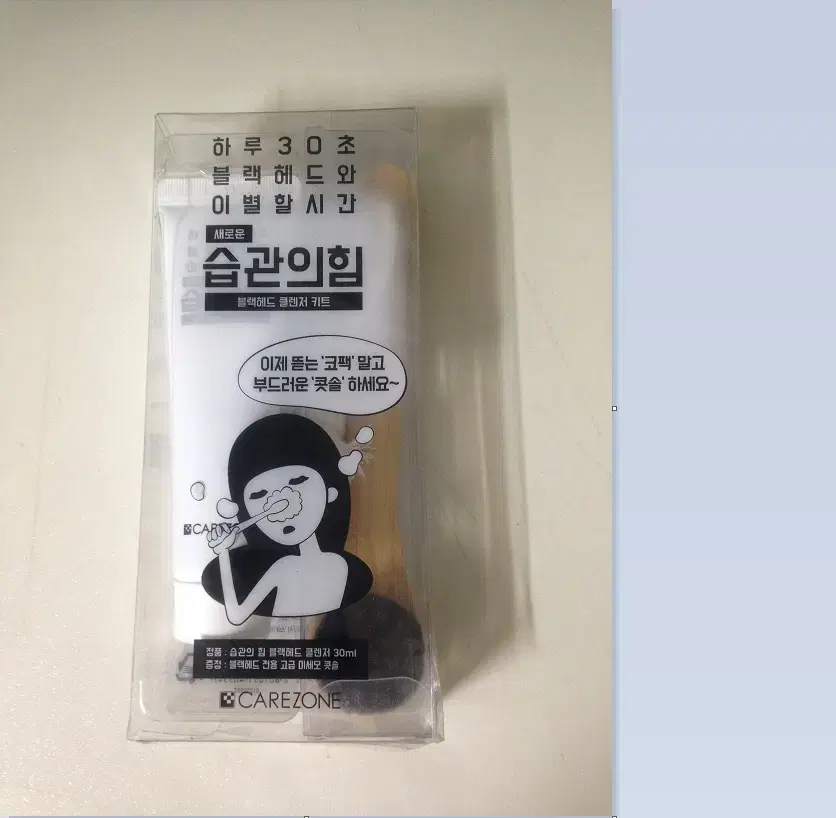 하루30초
블랙헤드와
이별할시간
새로운
습관의힘
블랙헤드 클렌저 키트
이제 뜯는 '코팩' 말고
부드러운 '콧솔' 하세요~
CAREZONE
정품 : 습관의 힘 블랙헤드 클렌저 30ml
증정 : 블랙헤드 전용 고급 미세모 콧솔
CAREZONE